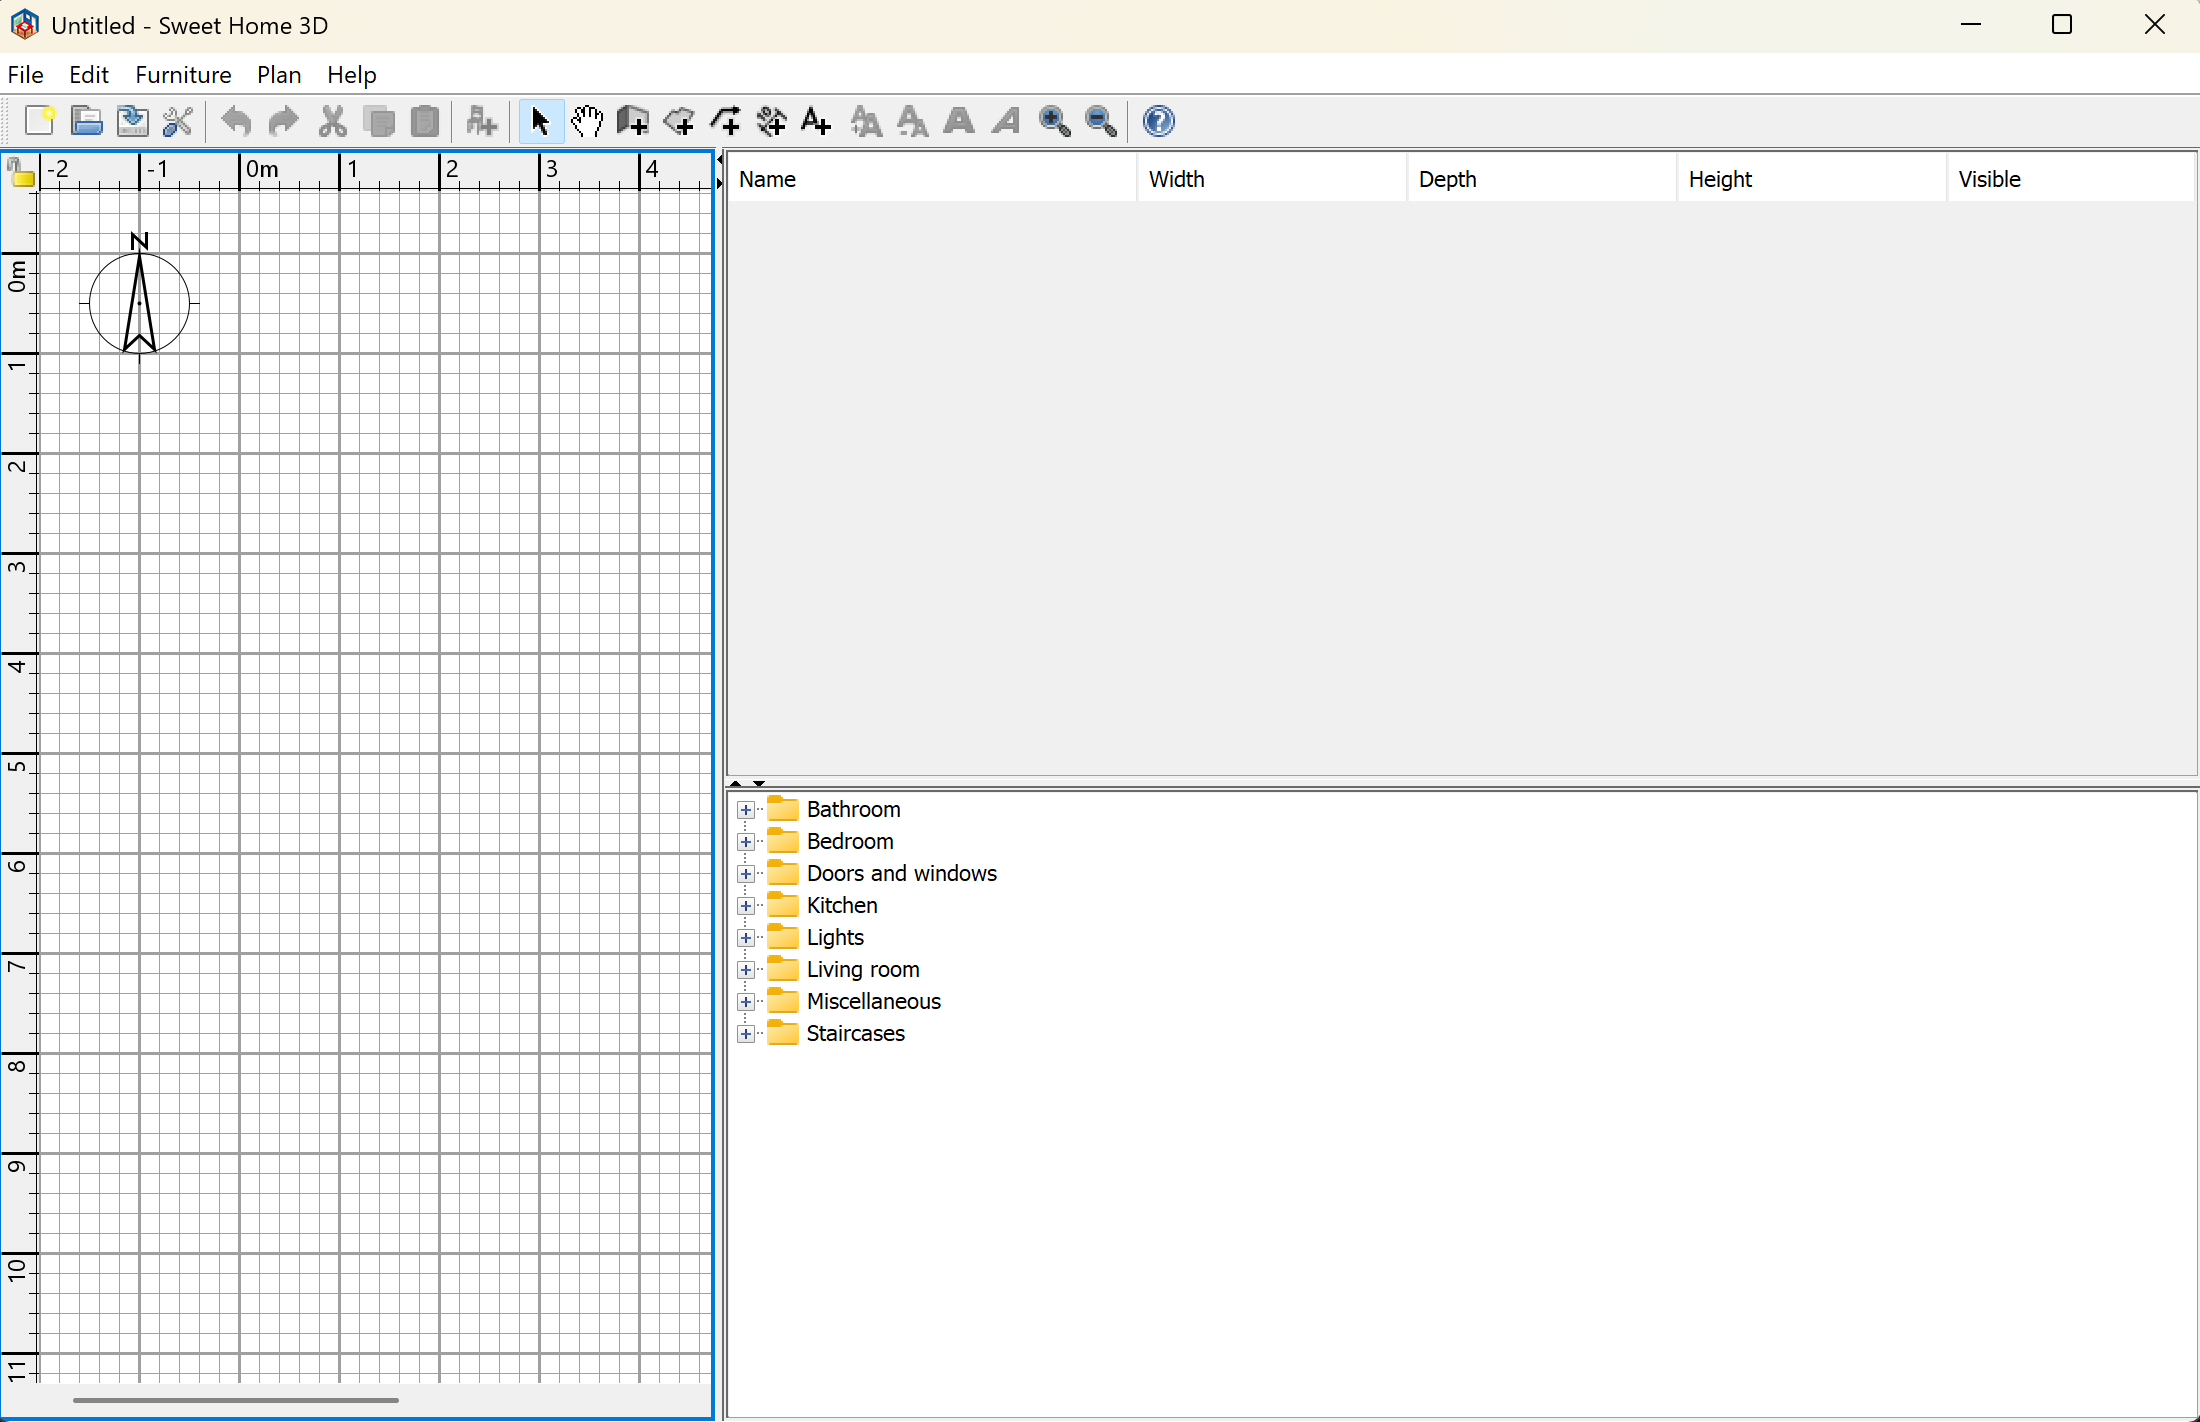 Untitled - Sweet Home 3D
File Edit Furniture Plan Help
-2 -1 0m 1 2 3 4
Name Width Depth Height Visible
N
0m
1
2
3
4
5
6
7
8
9
10
11
Bathroom
Bedroom
Doors and windows
Kitchen
Lights
Living room
Miscellaneous
Staircases